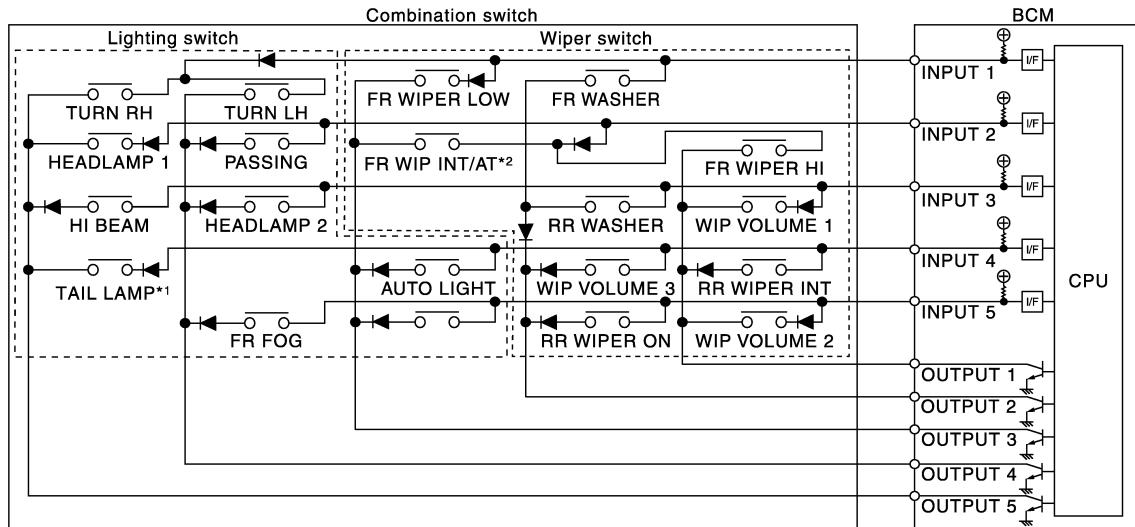 Combination switch
BCM
Lighting switch
Wiper switch
INPUT 1
I/F
TURN RH
TURN LH
FR WIPER LOW
FR WASHER
INPUT 2
I/F
HEADLAMP 1
PASSING
FR WIP INT/AT*2
FR WIPER HI
INPUT 3
I/F
HI BEAM
HEADLAMP 2
RR WASHER
WIP VOLUME 1
INPUT 4
I/F
CPU
TAIL LAMP*1
AUTO LIGHT
WIP VOLUME 3
RR WIPER INT
INPUT 5
I/F
FR FOG
RR WIPER ON
WIP VOLUME 2
OUTPUT 1
OUTPUT 2
OUTPUT 3
OUTPUT 4
OUTPUT 5